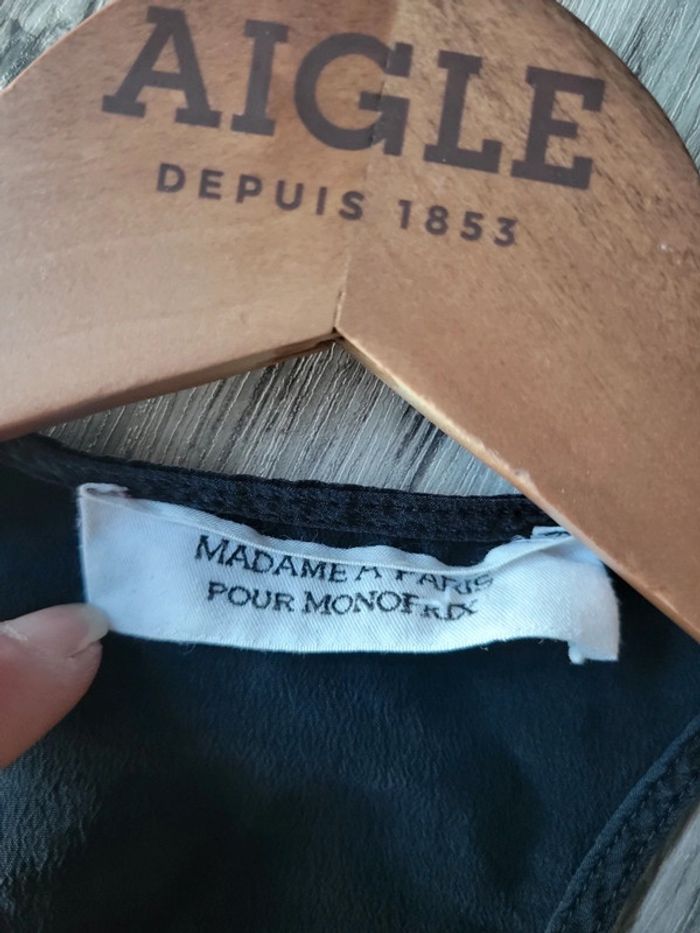 AIGLE
DEPUIS 1853
MADAME A PARIS
POUR MONOPRIX